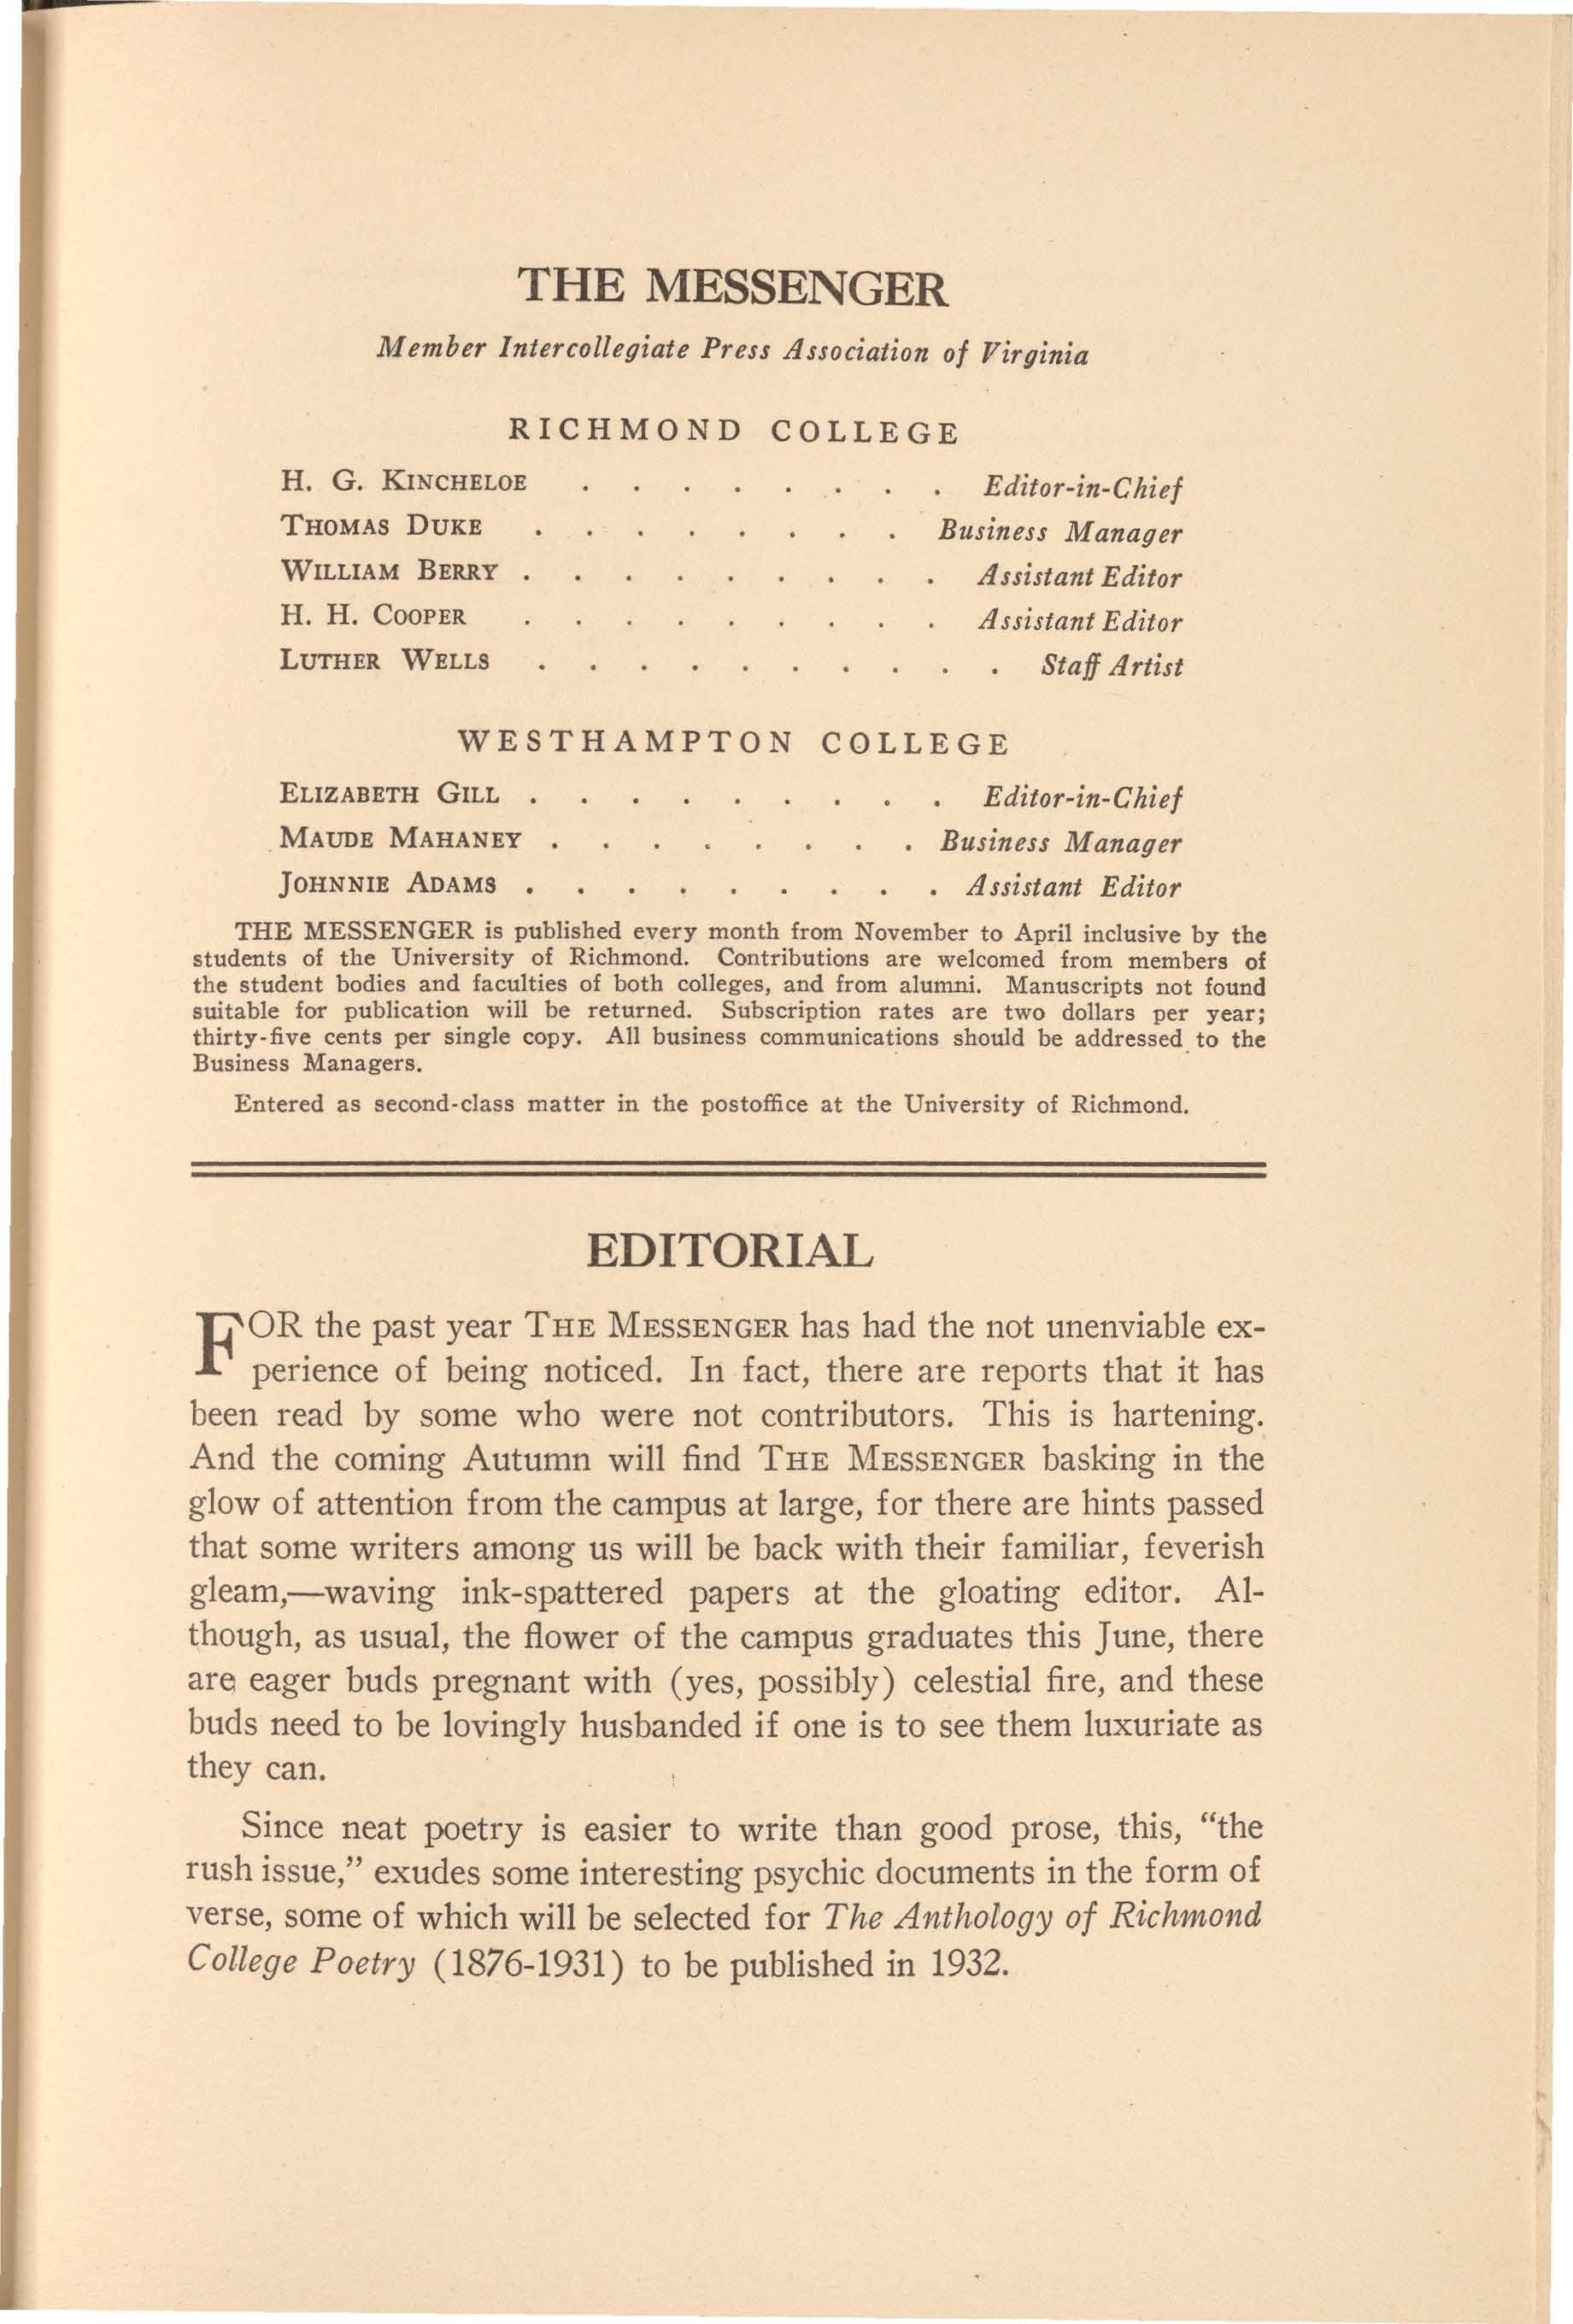 THE MESSENGER
Member Intercollegiate Press Association of Virginia
RICHMOND COLLEGE
H. G. KINCHELOE . . . . . . . . Editor-in-Chief
THOMAS DUKE . . . . . . . . Business Manager
WILLIAM BERRY . . . . . . . . . Assistant Editor
H. H. COOPER . . . . . . . . . Assistant Editor
LUTHER WELLS . . . . . . . . . . Staff Artist
WESTHAMPTON COLLEGE
ELIZABETH GILL . . . . . . . . . Editor-in-Chief
MAUDE MAHANEY . . . . . . . . Business Manager
JOHNNIE ADAMS . . . . . . . . . Assistant Editor
THE MESSENGER is published every month from November to April inclusive by the
students of the University of Richmond. Contributions are welcomed from members of
the student bodies and faculties of both colleges, and from alumni. Manuscripts not found
suitable for publication will be returned. Subscription rates are two dollars per year;
thirty-five cents per single copy. All business communications should be addressed to the
Business Managers.
Entered as second-class matter in the postoffice at the University of Richmond.
EDITORIAL
FOR the past year THE MESSENGER has had the not unenviable ex-
perience of being noticed. In fact, there are reports that it has
been read by some who were not contributors. This is hartening.
And the coming Autumn will find THE MESSENGER basking in the
glow of attention from the campus at large, for there are hints passed
that some writers among us will be back with their familiar, feverish
gleam,—waving ink-spattered papers at the gloating editor. Al-
though, as usual, the flower of the campus graduates this June, there
are eager buds pregnant with (yes, possibly) celestial fire, and these
buds need to be lovingly husbanded if one is to see them luxuriate as
they can.
Since neat poetry is easier to write than good prose, this, “the
rush issue,” exudes some interesting psychic documents in the form of
verse, some of which will be selected for The Anthology of Richmond
College Poetry (1876-1931) to be published in 1932.